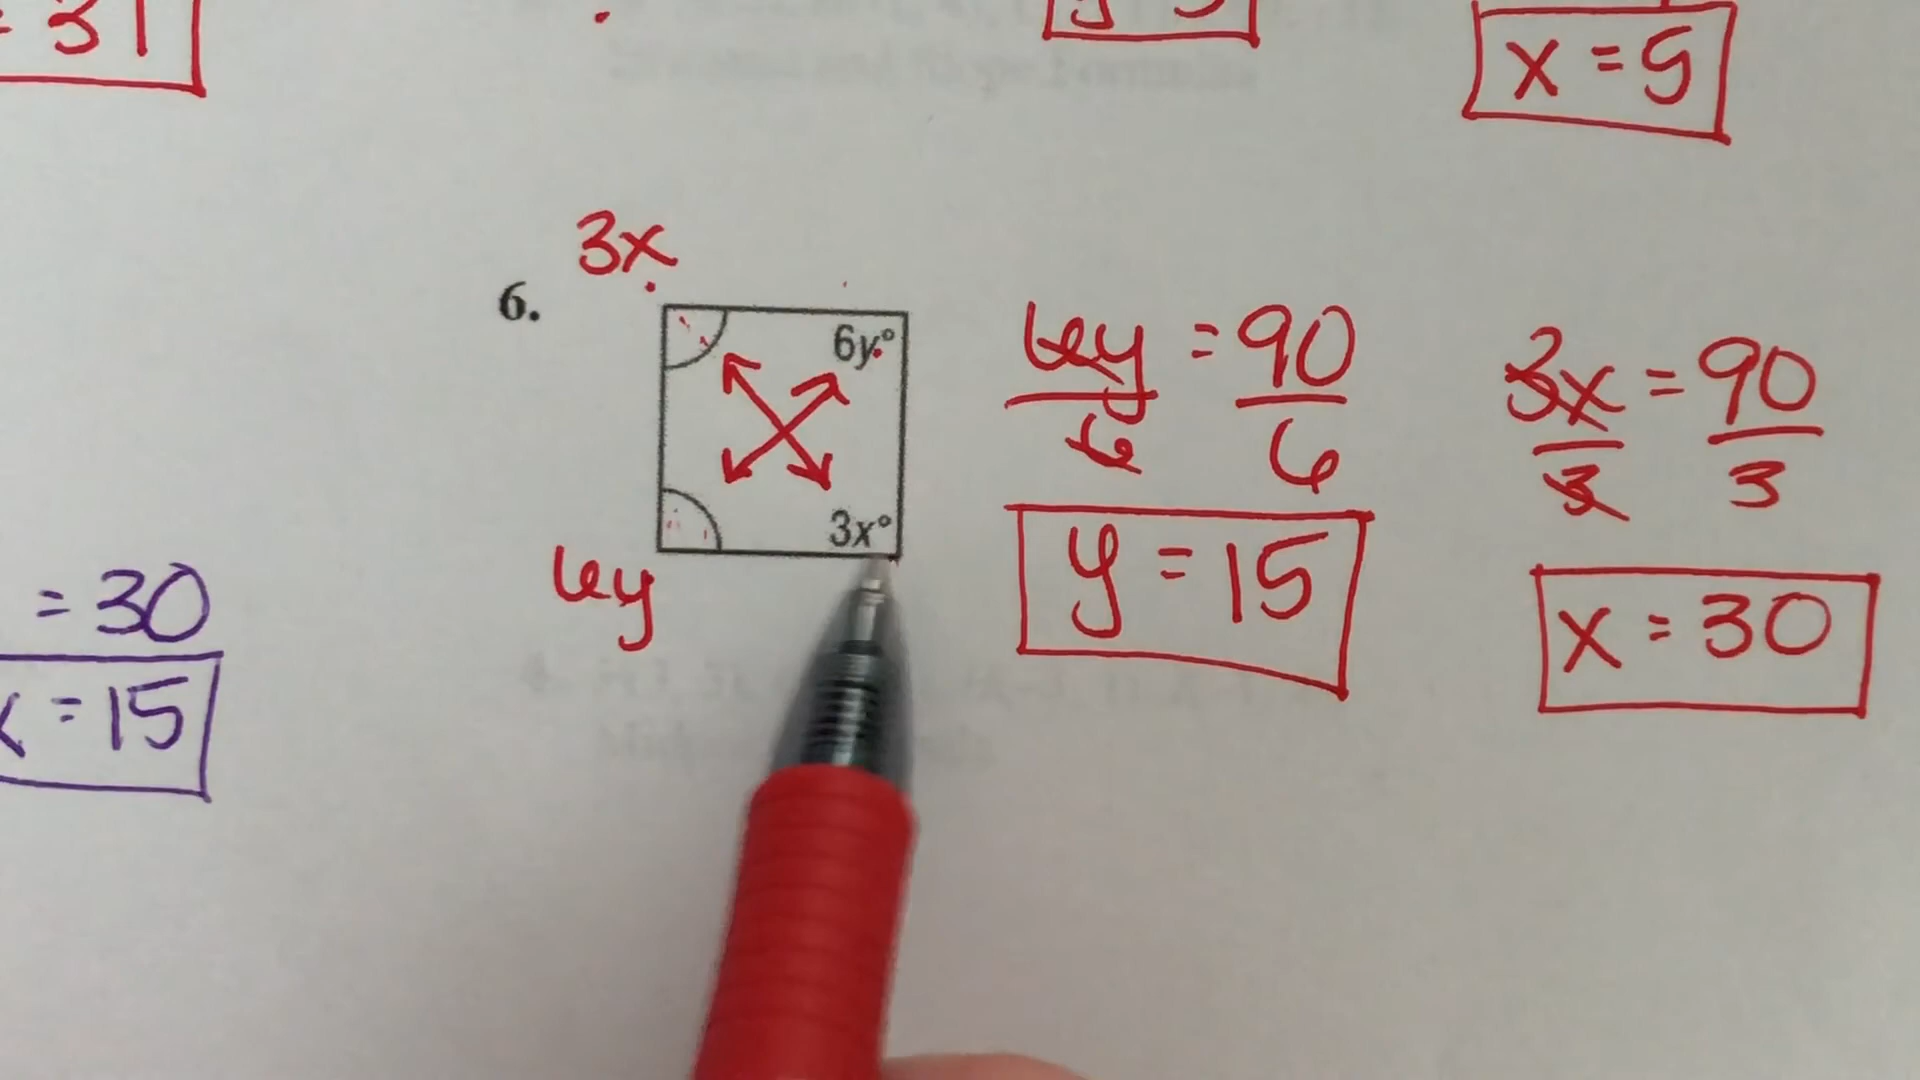 = 31
x = 5
3x
6.
6y°
3x°
6y
6y = 90
6 6
y = 15
3x = 90
3 3
x = 30
= 30
x = 15